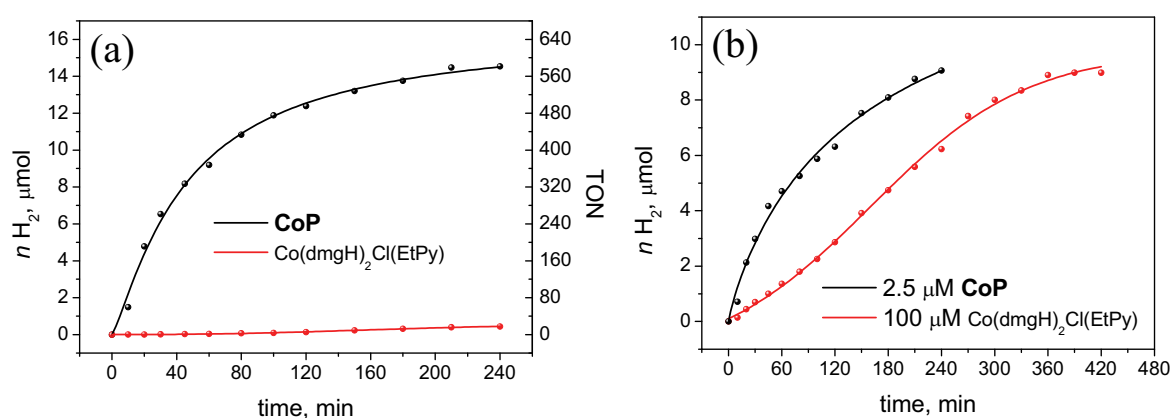 (a)
16
14
12
10
8
6
4
2
0
n H₂, μmol
640
560
480
400
320
240
160
80
0
TON
CoP
Co(dmgH)₂Cl(EtPy)
0 40 80 120 160 200 240
time, min
(b)
10
8
6
4
2
0
n H₂, μmol
2.5 μM CoP
100 μM Co(dmgH)₂Cl(EtPy)
0 60 120 180 240 300 360 420 480
time, min